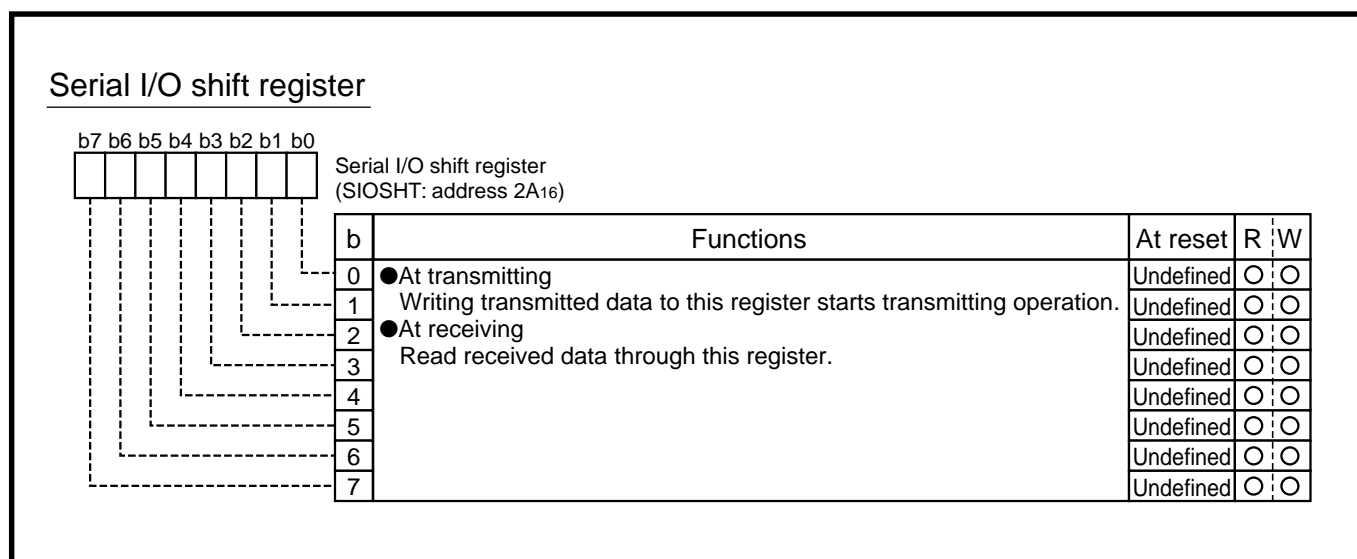 Serial I/O shift register
b7 b6 b5 b4 b3 b2 b1 b0
Serial I/O shift register
(SIOSHT: address 2A16)
b Functions At reset R W
0 ●At transmitting Undefined ○ ○
1 Writing transmitted data to this register starts transmitting operation. Undefined ○ ○
2 ●At receiving Undefined ○ ○
3 Read received data through this register. Undefined ○ ○
4 Undefined ○ ○
5 Undefined ○ ○
6 Undefined ○ ○
7 Undefined ○ ○